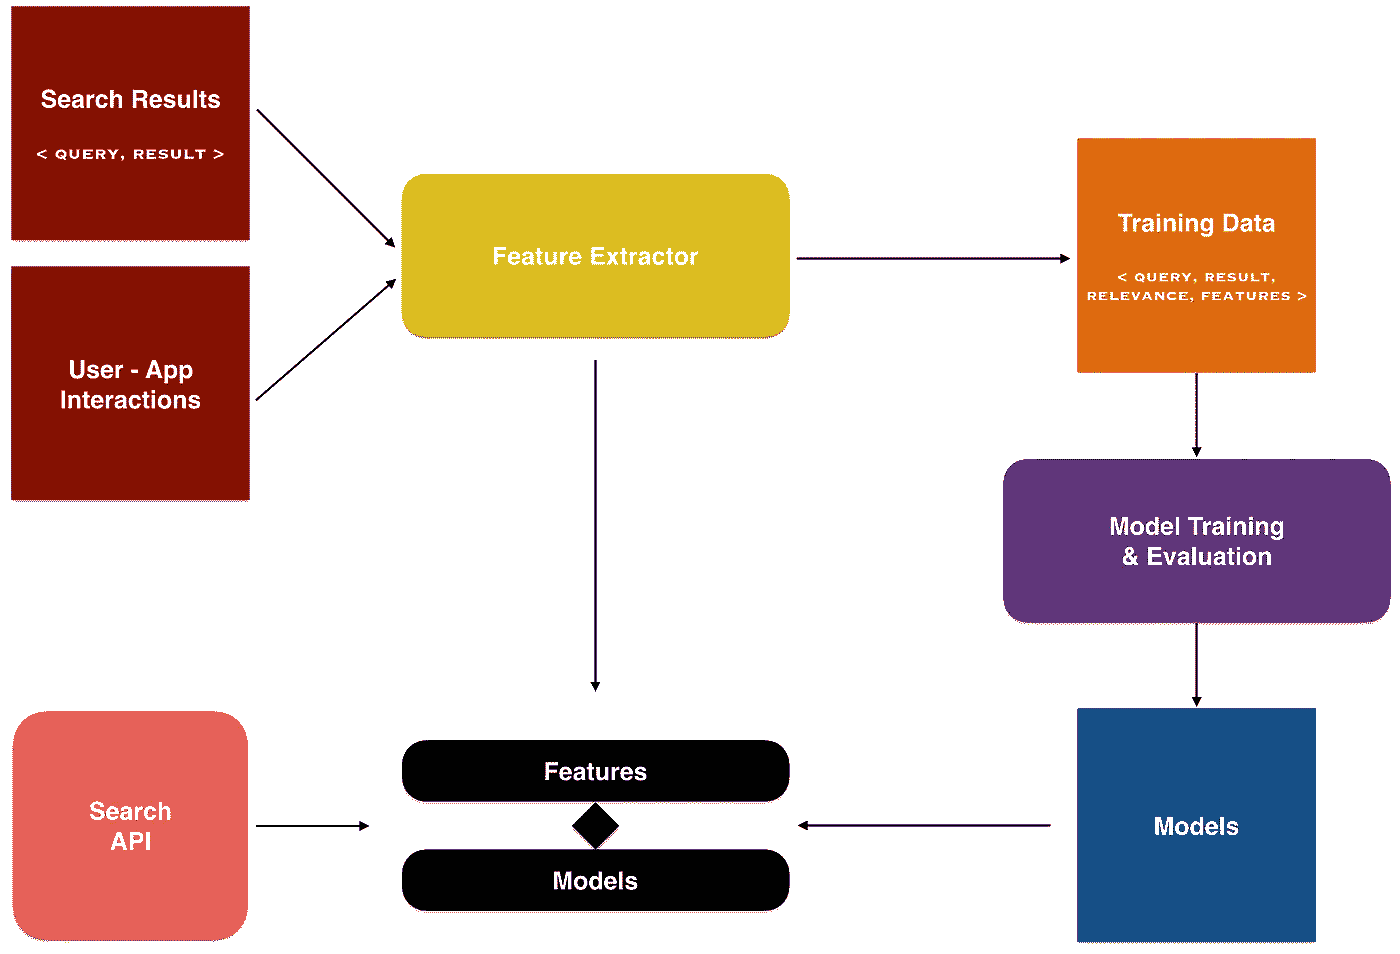 Search Results
< QUERY, RESULT >
User - App
Interactions
Feature Extractor
Training Data
< QUERY, RESULT,
RELEVANCE, FEATURES >
Model Training
& Evaluation
Search
API
Features
Models
Models